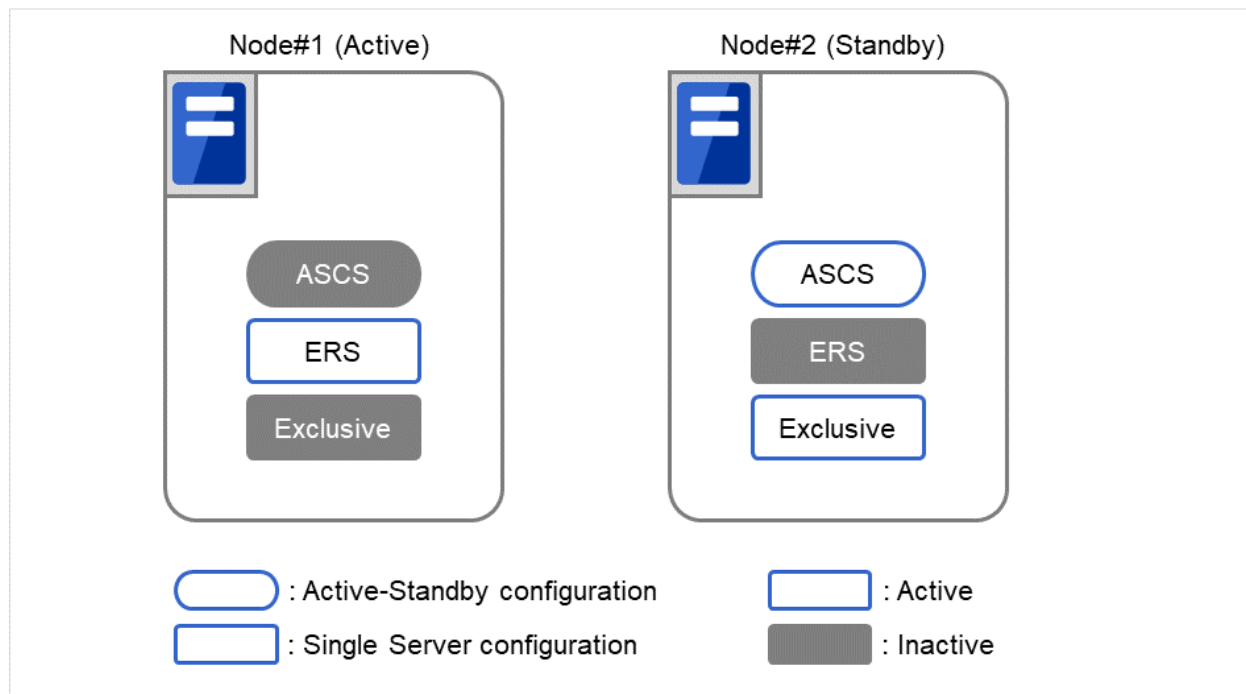 Node#1 (Active)
Node#2 (Standby)
ASCS
ERS
Exclusive
ASCS
ERS
Exclusive
: Active-Standby configuration
: Active
: Single Server configuration
: Inactive